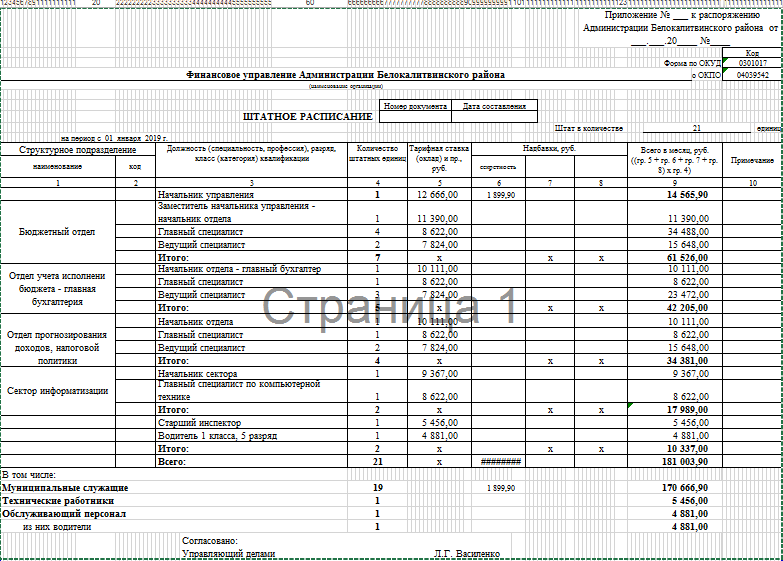 Приложение № ___ к распоряжению
Администрации Белокалитвинского района от
___.___.20____ №____
Код
Форма по ОКУД 0301017
Финансовое управление Администрации Белокалитвинского района о ОКПО 04039542
(наименование организации)
Номер документа Дата составления
ШТАТНОЕ РАСПИСАНИЕ
Штат в количестве 21 единиц
на период с 01 января 2019 г.
Структурное подразделение Должность (специальность, профессия), разряд, класс (категория) квалификации Количество штатных единиц Тарифная ставка (оклад) и пр., руб. Надбавки, руб. Всего в месяц, руб. ((гр. 5 + гр. 6 + гр. 7 + гр. 8) х гр. 4) Примечание
наименование код секретность
1 2 3 4 5 6 7 8 9 10
Начальник управления 1 12 666,00 1 899,90 14 565,90
Бюджетный отдел
Заместитель начальника управления - начальник отдела 1 11 390,00 11 390,00
Главный специалист 4 8 622,00 34 488,00
Ведущий специалист 2 7 824,00 15 648,00
Итого: 7 х х х 61 526,00
Отдел учета исполнени бюджета - главная бухгалтерия
Начальник отдела - главный бухгалтер 1 10 111,00 10 111,00
Главный специалист 1 8 622,00 8 622,00
Ведущий специалист 3 7 824,00 23 472,00
Итого: 5 х х х 42 205,00
Страница 1
Отдел прогнозирования доходов, налоговой политики
Начальник отдела 1 10 111,00 10 111,00
Главный специалист 1 8 622,00 8 622,00
Ведущий специалист 2 7 824,00 15 648,00
Итого: 4 х х х 34 381,00
Сектор информатизации
Начальник сектора 1 9 367,00 9 367,00
Главный специалист по компьютерной технике 1 8 622,00 8 622,00
Итого: 2 х х х 17 989,00
Старший инспектор 1 5 456,00 5 456,00
Водитель 1 класса, 5 разряд 1 4 881,00 4 881,00
Итого: 2 х х х 10 337,00
Всего: 21 х ######## 181 003,90
В том числе:
Муниципальные служащие 19 1 899,90 170 666,90
Технические работники 1 5 456,00
Обслуживающий персонал 1 4 881,00
из них водители 1 4 881,00
Согласовано:
Управляющий делами Л.Г. Василенко